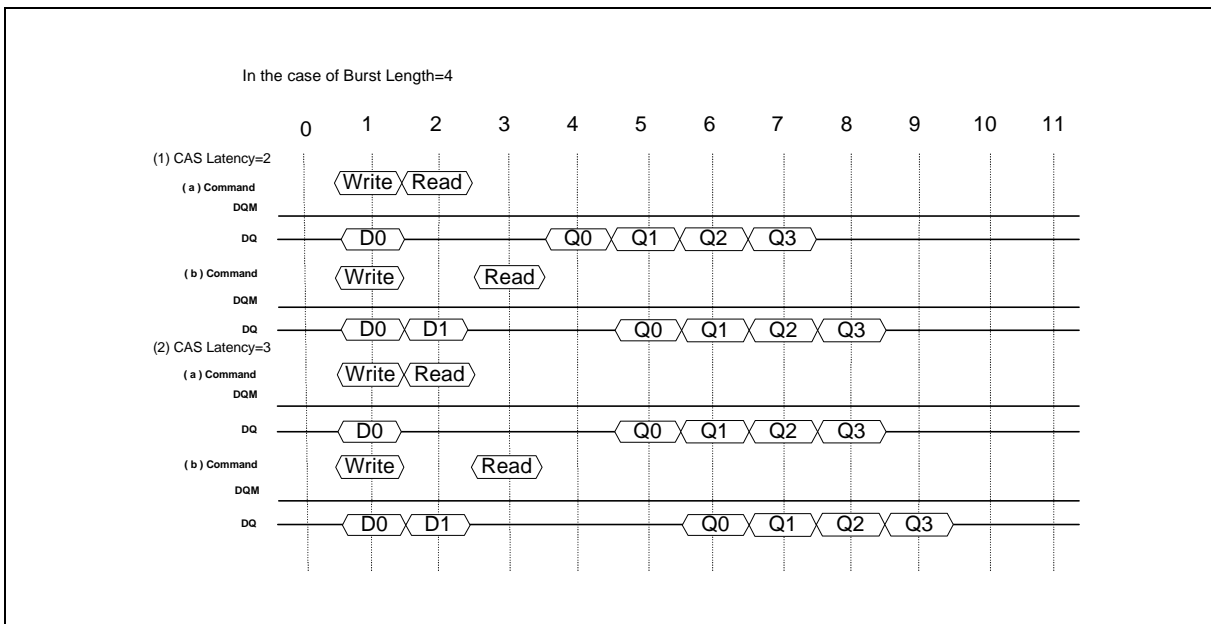 In the case of Burst Length=4
0 1 2 3 4 5 6 7 8 9 10 11
(1) CAS Latency=2
( a ) Command Write Read
DQM
DQ D0 Q0 Q1 Q2 Q3
( b ) Command Write Read
DQM
DQ D0 D1 Q0 Q1 Q2 Q3
(2) CAS Latency=3
( a ) Command Write Read
DQM
DQ D0 Q0 Q1 Q2 Q3
( b ) Command Write Read
DQM
DQ D0 D1 Q0 Q1 Q2 Q3